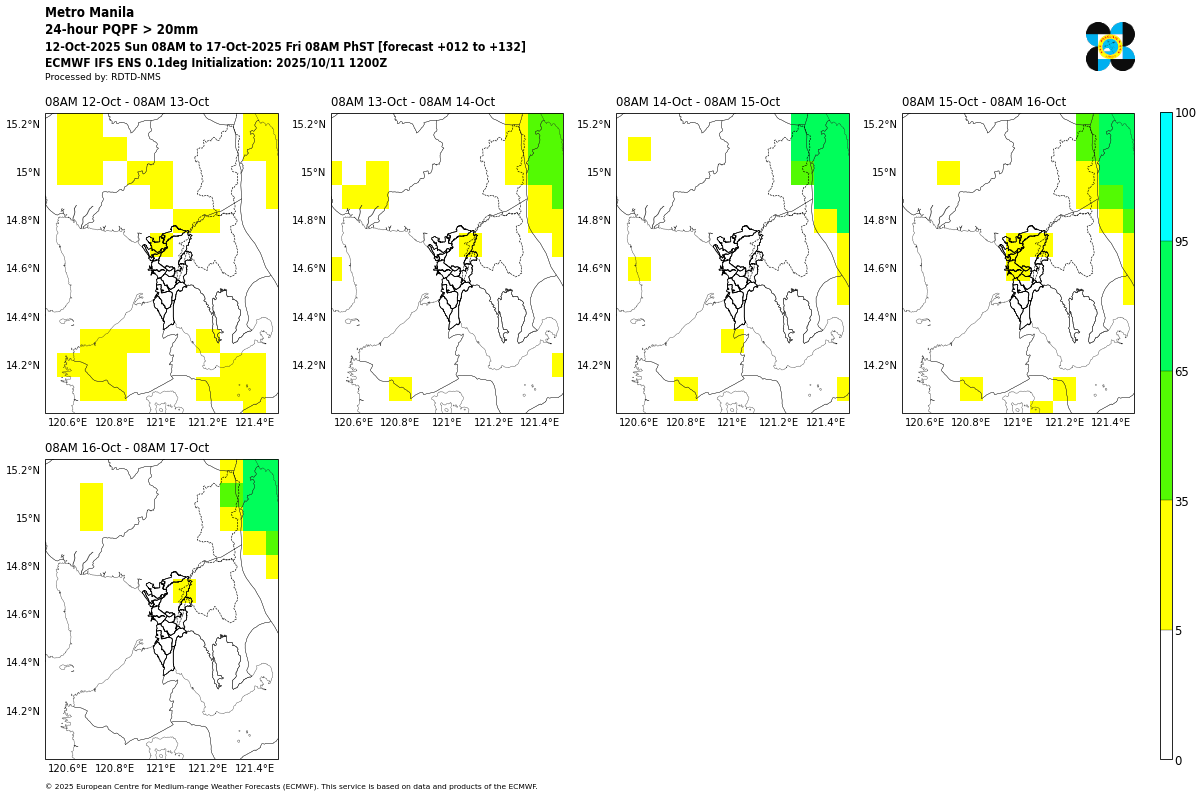 Metro Manila
24-hour PQPF > 20mm
12-Oct-2025 Sun 08AM to 17-Oct-2025 Fri 08AM PhST [forecast +012 to +132]
ECMWF IFS ENS 0.1deg Initialization: 2025/10/11 1200Z
Processed by: RDTD-NMS
08AM 12-Oct - 08AM 13-Oct
08AM 13-Oct - 08AM 14-Oct
08AM 14-Oct - 08AM 15-Oct
08AM 15-Oct - 08AM 16-Oct
15.2°N
15°N
14.8°N
14.6°N
14.4°N
14.2°N
120.6°E 120.8°E 121°E 121.2°E 121.4°E
15.2°N
15°N
14.8°N
14.6°N
14.4°N
14.2°N
120.6°E 120.8°E 121°E 121.2°E 121.4°E
15.2°N
15°N
14.8°N
14.6°N
14.4°N
14.2°N
120.6°E 120.8°E 121°E 121.2°E 121.4°E
15.2°N
15°N
14.8°N
14.6°N
14.4°N
14.2°N
120.6°E 120.8°E 121°E 121.2°E 121.4°E
100
95
65
35
5
0
08AM 16-Oct - 08AM 17-Oct
15.2°N
15°N
14.8°N
14.6°N
14.4°N
14.2°N
120.6°E 120.8°E 121°E 121.2°E 121.4°E
© 2025 European Centre for Medium-range Weather Forecasts (ECMWF). This service is based on data and products of the ECMWF.